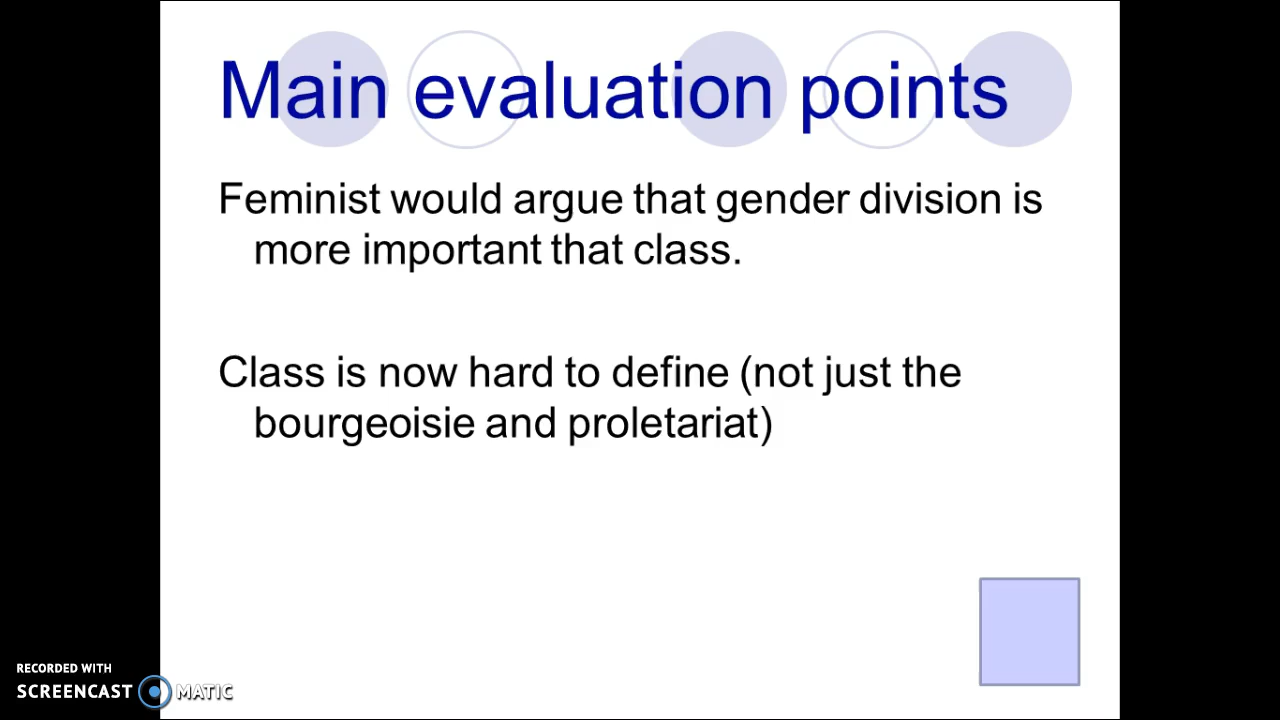 Main evaluation points
Feminist would argue that gender division is
more important that class.
Class is now hard to define (not just the
bourgeoisie and proletariat)
RECORDED WITH
SCREENCAST MATIC